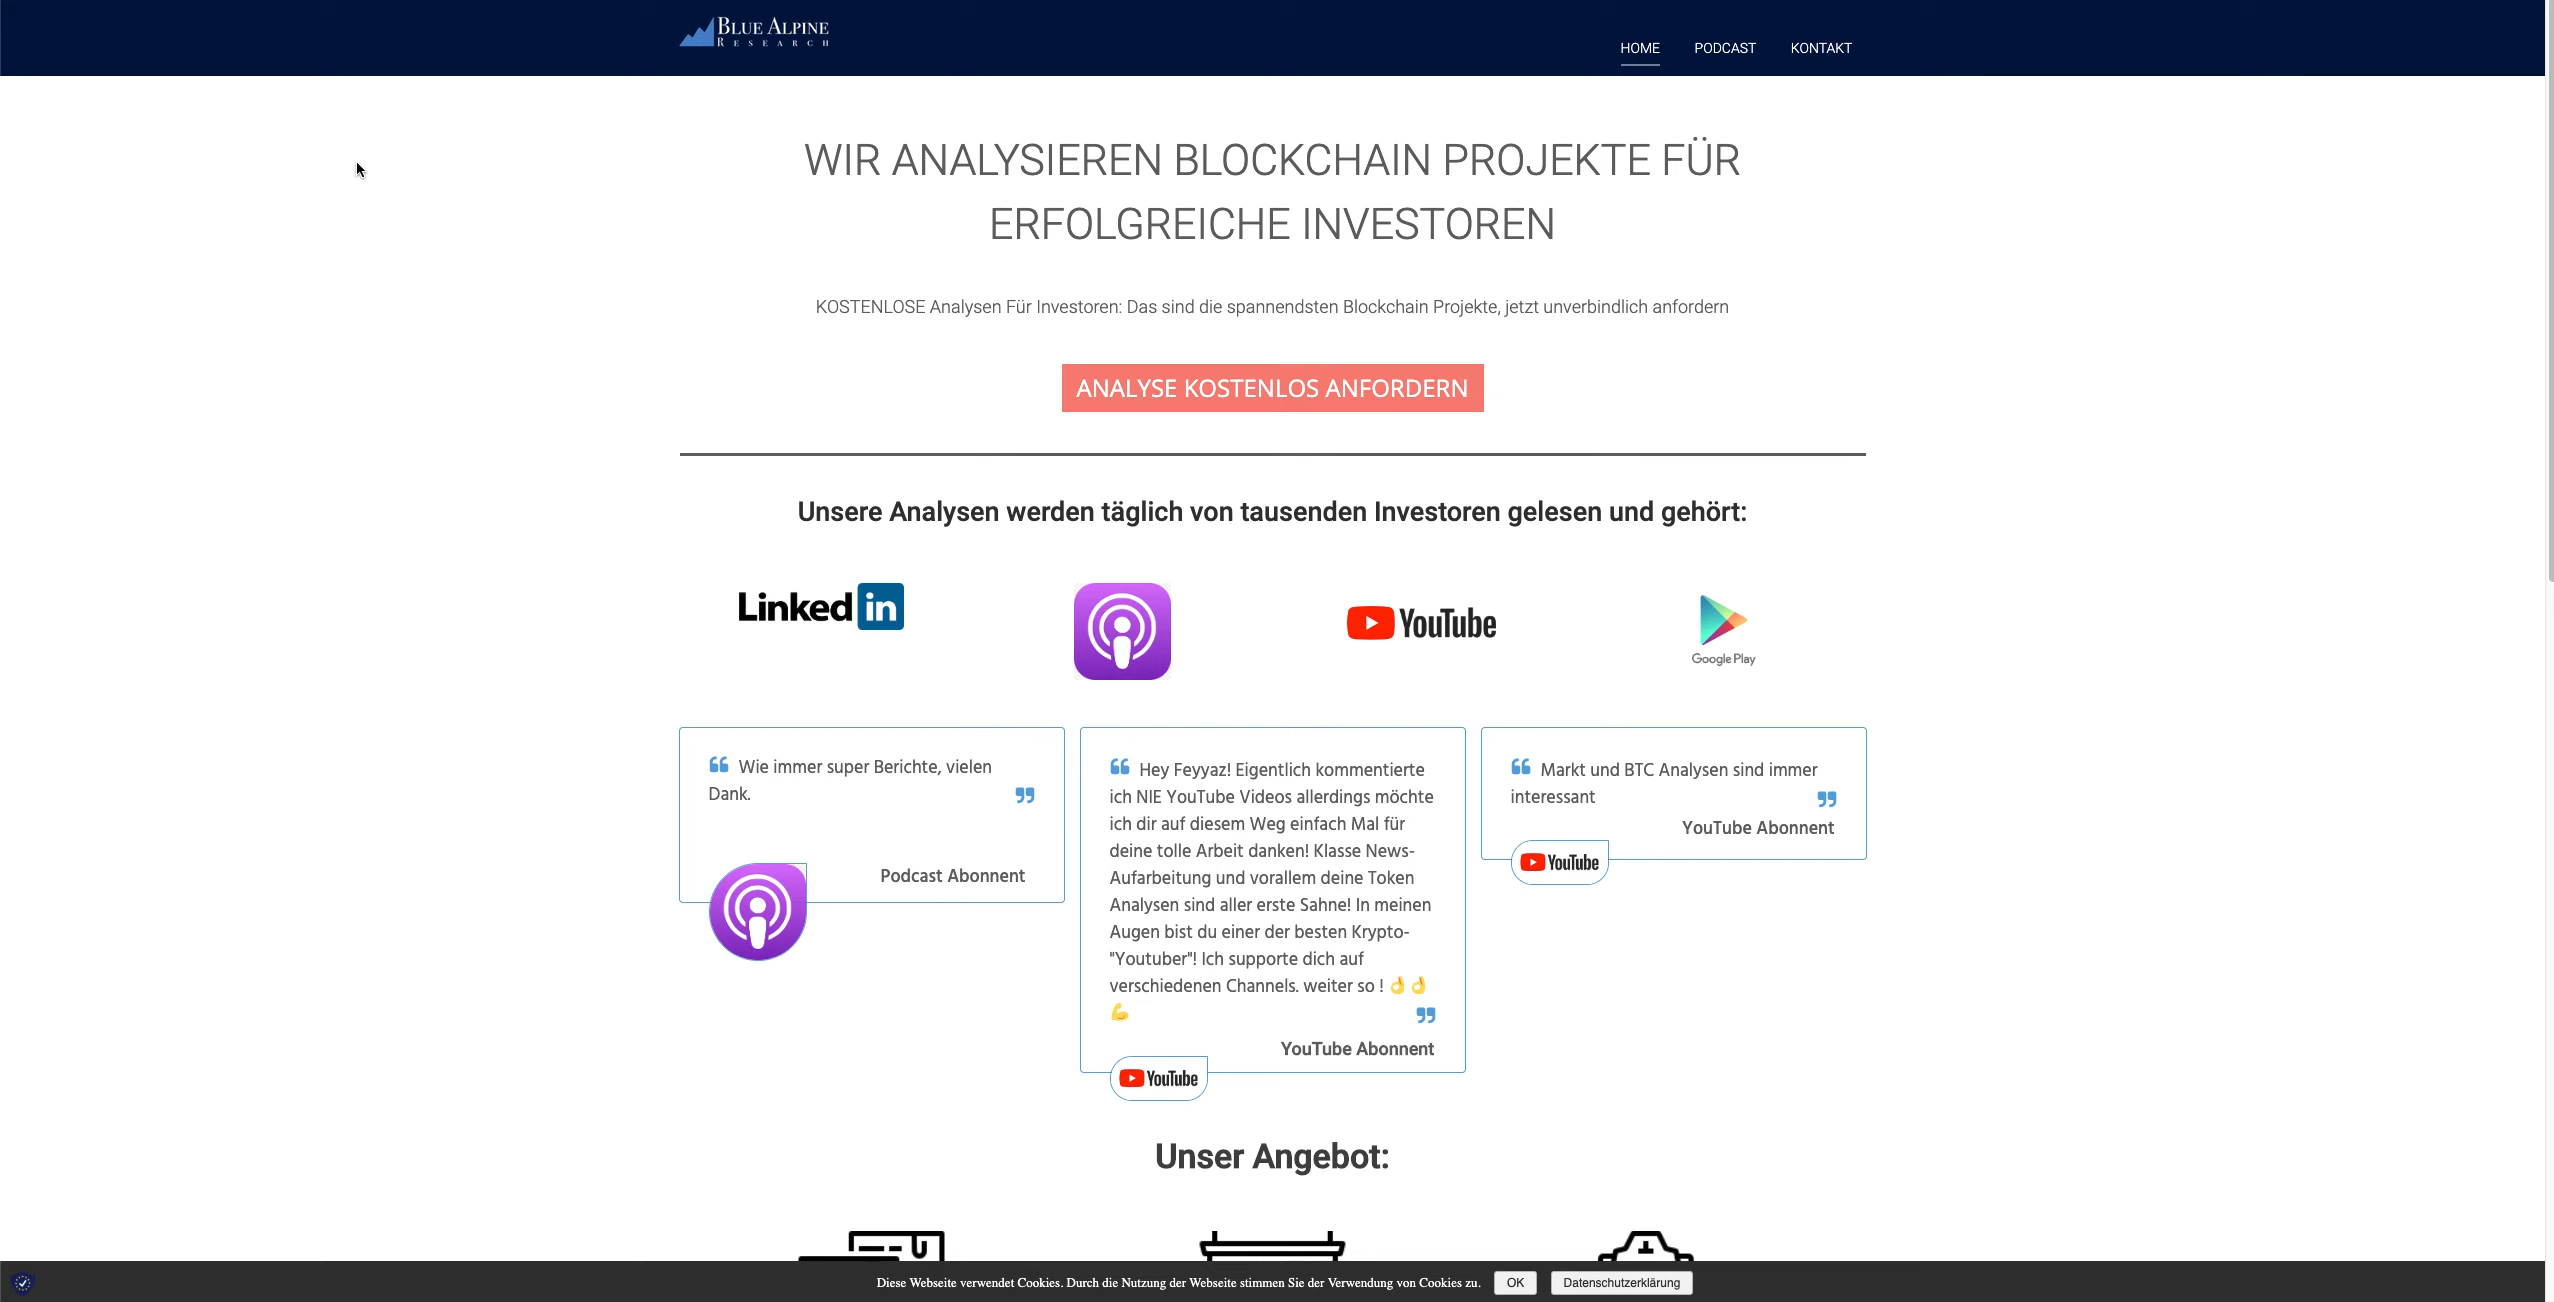 BLUE ALPINE
RESEARCH
HOME PODCAST KONTAKT
WIR ANALYSIEREN BLOCKCHAIN PROJEKTE FÜR
ERFOLGREICHE INVESTOREN
KOSTENLOSE Analysen Für Investoren: Das sind die spannendsten Blockchain Projekte, jetzt unverbindlich anfordern
ANALYSE KOSTENLOS ANFORDERN
Unsere Analysen werden täglich von tausenden Investoren gelesen und gehört:
Linked in
YouTube
Google Play
“ Wie immer super Berichte, vielen
Dank. ”
Podcast Abonnent
“ Hey Feyyaz! Eigentlich kommentierte
ich NIE YouTube Videos allerdings möchte
ich dir auf diesem Weg einfach Mal für
deine tolle Arbeit danken! Klasse News-
Aufarbeitung und vorallem deine Token
Analysen sind aller erste Sahne! In meinen
Augen bist du einer der besten Krypto-
"Youtuber"! Ich supporte dich auf
verschiedenen Channels. weiter so ! 👌👌
💪 ”
YouTube Abonnent
YouTube
“ Markt und BTC Analysen sind immer
interessant ”
YouTube Abonnent
YouTube
Unser Angebot:
Diese Webseite verwendet Cookies. Durch die Nutzung der Webseite stimmen Sie der Verwendung von Cookies zu. OK Datenschutzerklärung